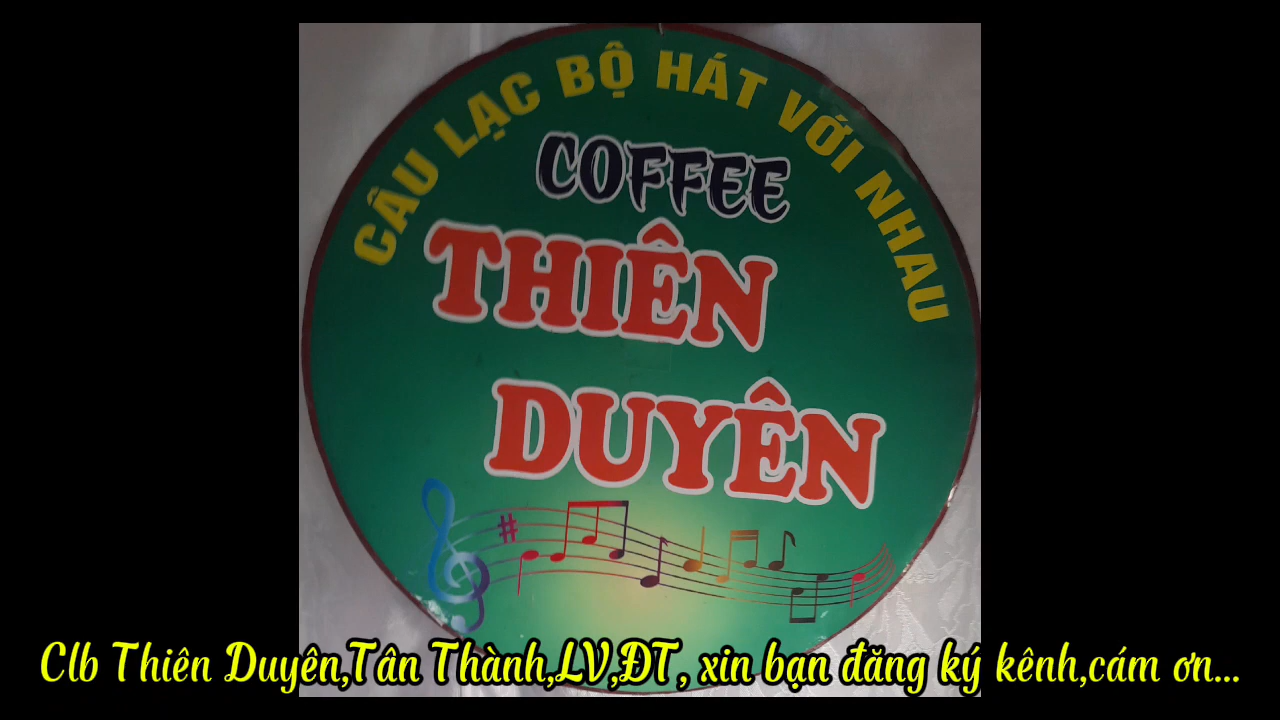 CÂU LẠC BỘ HÁT VỚI NHAU
COFFEE
THIÊN
DUYÊN
Clb Thiên Duyên,Tân Thành,LV,ĐT, xin bạn đăng ký kênh,cám ơn...